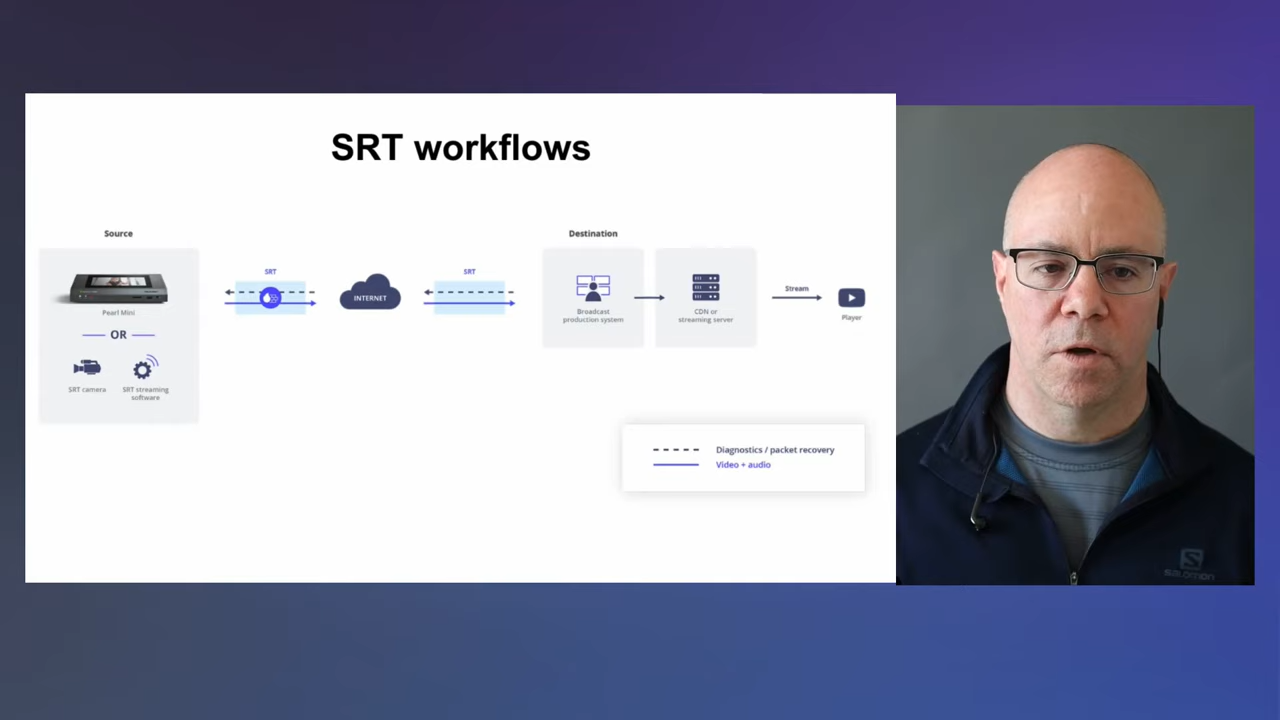 SRT workflows
Source
Destination
Pearl Mini
OR
SRT camera
SRT streaming
software
SRT
INTERNET
SRT
Broadcast
production system
CDN or
streaming server
Stream
Player
Diagnostics / packet recovery
Video + audio
SALOMON